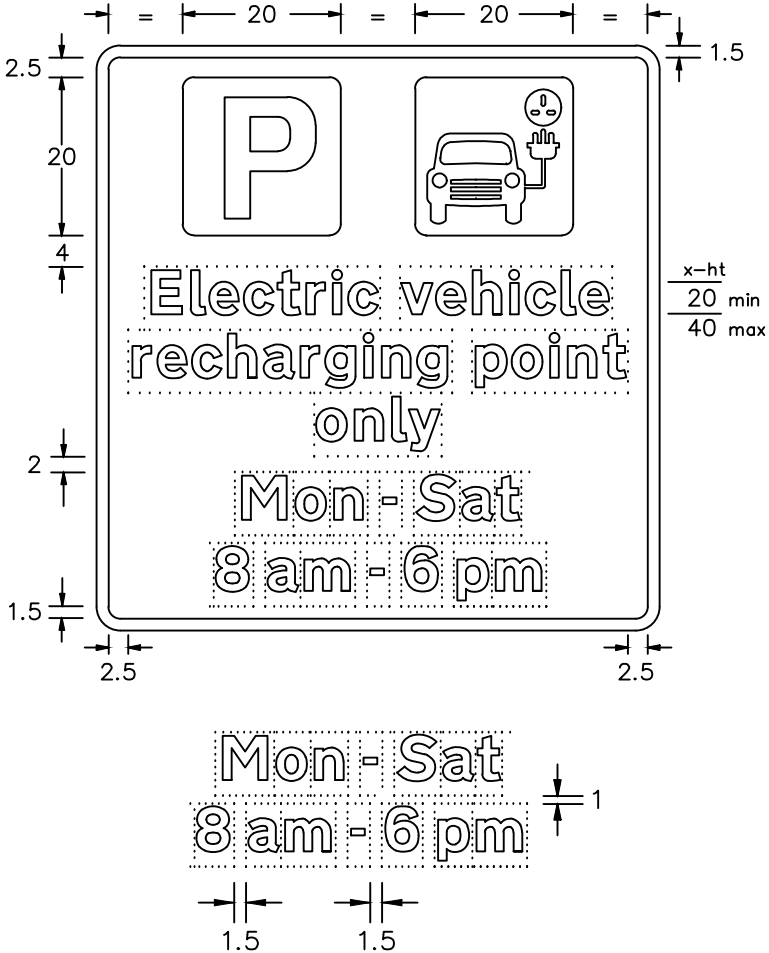 = 20 = 20 =
2.5 1.5
P
20
4
x-ht
20 min
40 max
Electric vehicle
recharging point
only
2
Mon - Sat
8 am - 6 pm
1.5
2.5 2.5
Mon - Sat
8 am - 6 pm
1
1.5 1.5